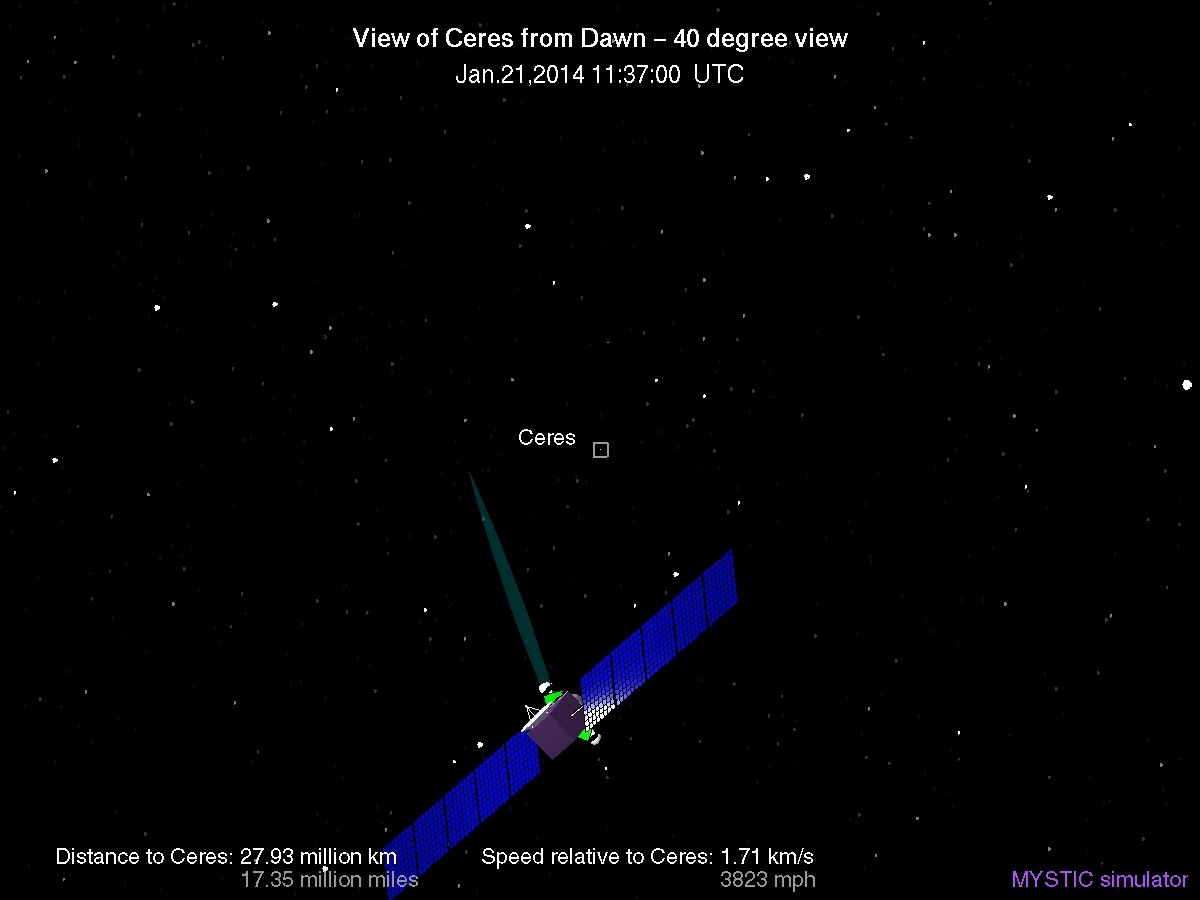 View of Ceres from Dawn – 40 degree view
Jan.21,2014 11:37:00 UTC
Ceres
Distance to Ceres: 27.93 million km
17.35 million miles
Speed relative to Ceres: 1.71 km/s
3823 mph
MYSTIC simulator